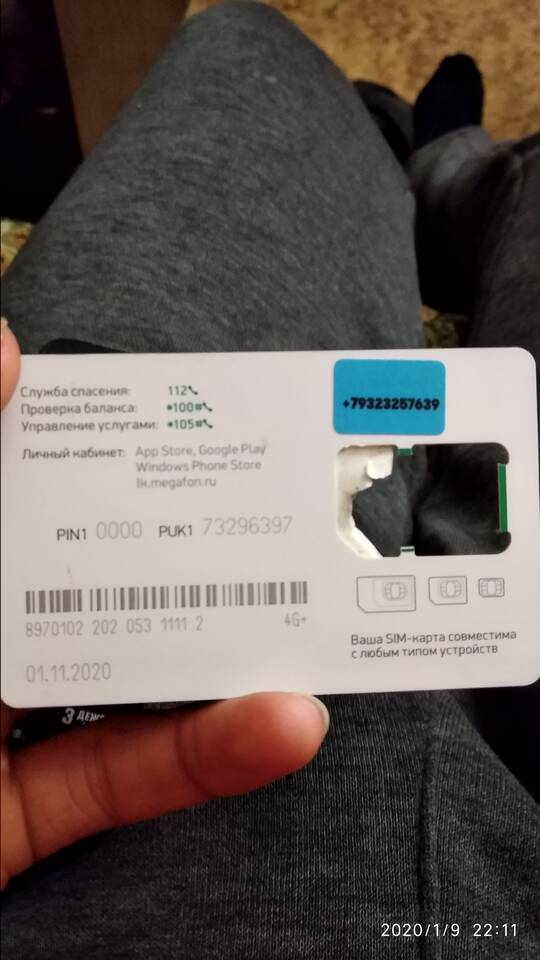 Служба спасения: 112
Проверка баланса: *100#
Управление услугами: *105#
+79323257639
Личный кабинет: App Store, Google Play
Windows Phone Store
lk.megafon.ru
PIN1 0000 PUK1 73296397
8970102 202 053 1111 2 4G+
Ваша SIM-карта совместима
с любым типом устройств
01.11.2020
2020/1/9 22:11